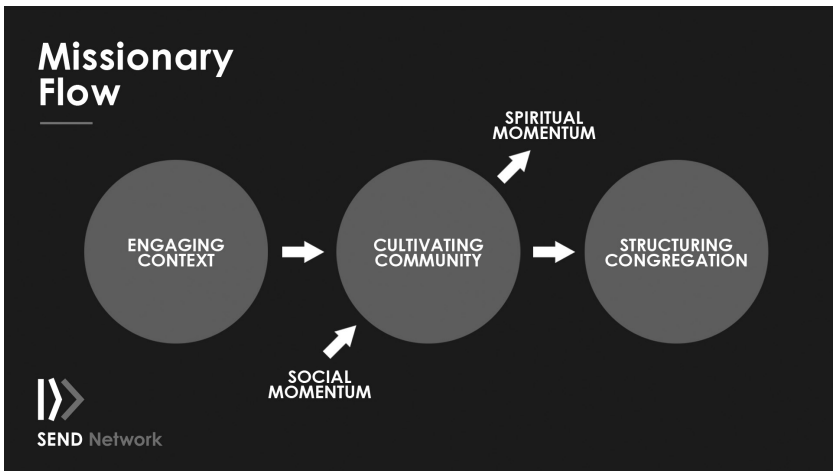 Missionary
Flow
SPIRITUAL
MOMENTUM
ENGAGING
CONTEXT
CULTIVATING
COMMUNITY
STRUCTURING
CONGREGATION
SOCIAL
MOMENTUM
SEND Network